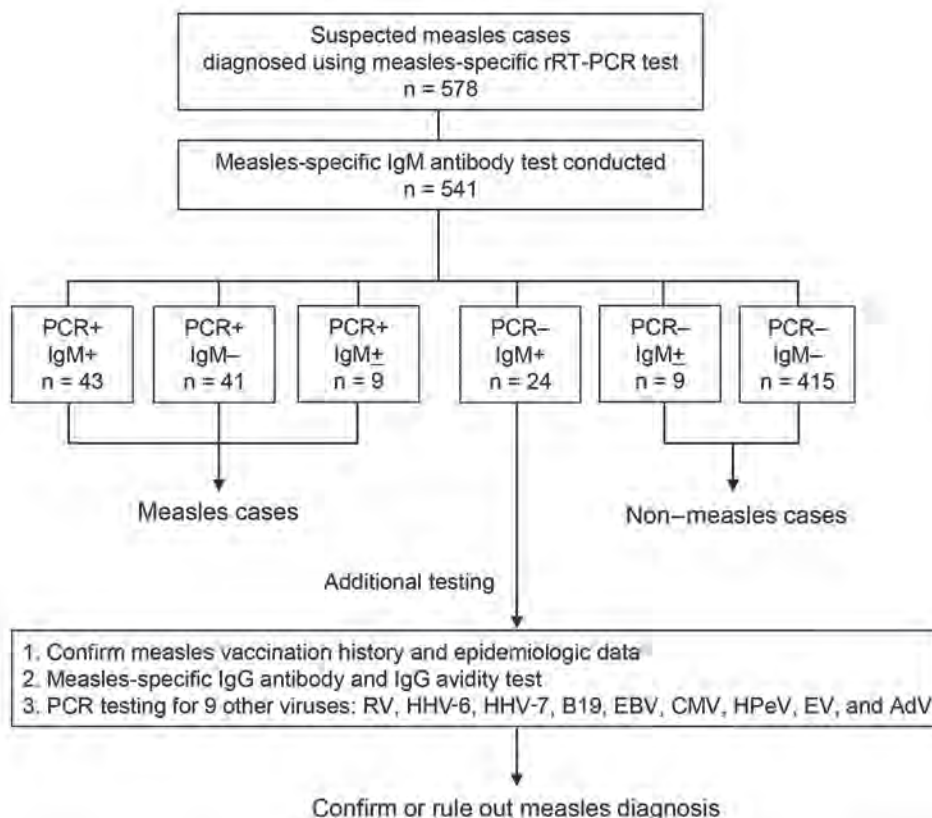 Suspected measles cases
diagnosed using measles-specific rRT-PCR test
n = 578
Measles-specific IgM antibody test conducted
n = 541
PCR+
IgM+
n = 43
PCR+
IgM–
n = 41
PCR+
IgM±
n = 9
PCR–
IgM+
n = 24
PCR–
IgM±
n = 9
PCR–
IgM–
n = 415
Measles cases
Non–measles cases
Additional testing
1. Confirm measles vaccination history and epidemiologic data
2. Measles-specific IgG antibody and IgG avidity test
3. PCR testing for 9 other viruses: RV, HHV-6, HHV-7, B19, EBV, CMV, HPeV, EV, and AdV
Confirm or rule out measles diagnosis